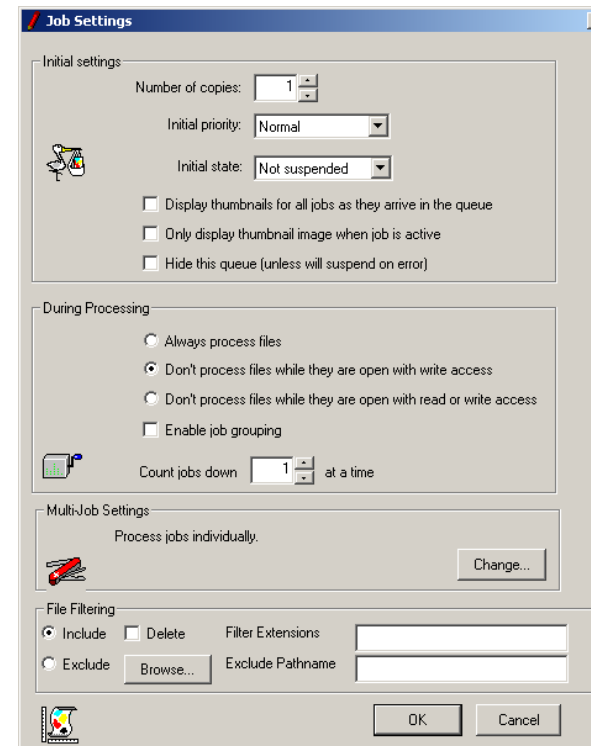 Job Settings
Initial settings
Number of copies: 1
Initial priority: Normal
Initial state: Not suspended
Display thumbnails for all jobs as they arrive in the queue
Only display thumbnail image when job is active
Hide this queue (unless will suspend on error)
During Processing
Always process files
Don't process files while they are open with write access
Don't process files while they are open with read or write access
Enable job grouping
Count jobs down 1 at a time
Multi-Job Settings
Process jobs individually.
Change...
File Filtering
Include Delete Filter Extensions
Exclude Browse... Exclude Pathname
OK Cancel